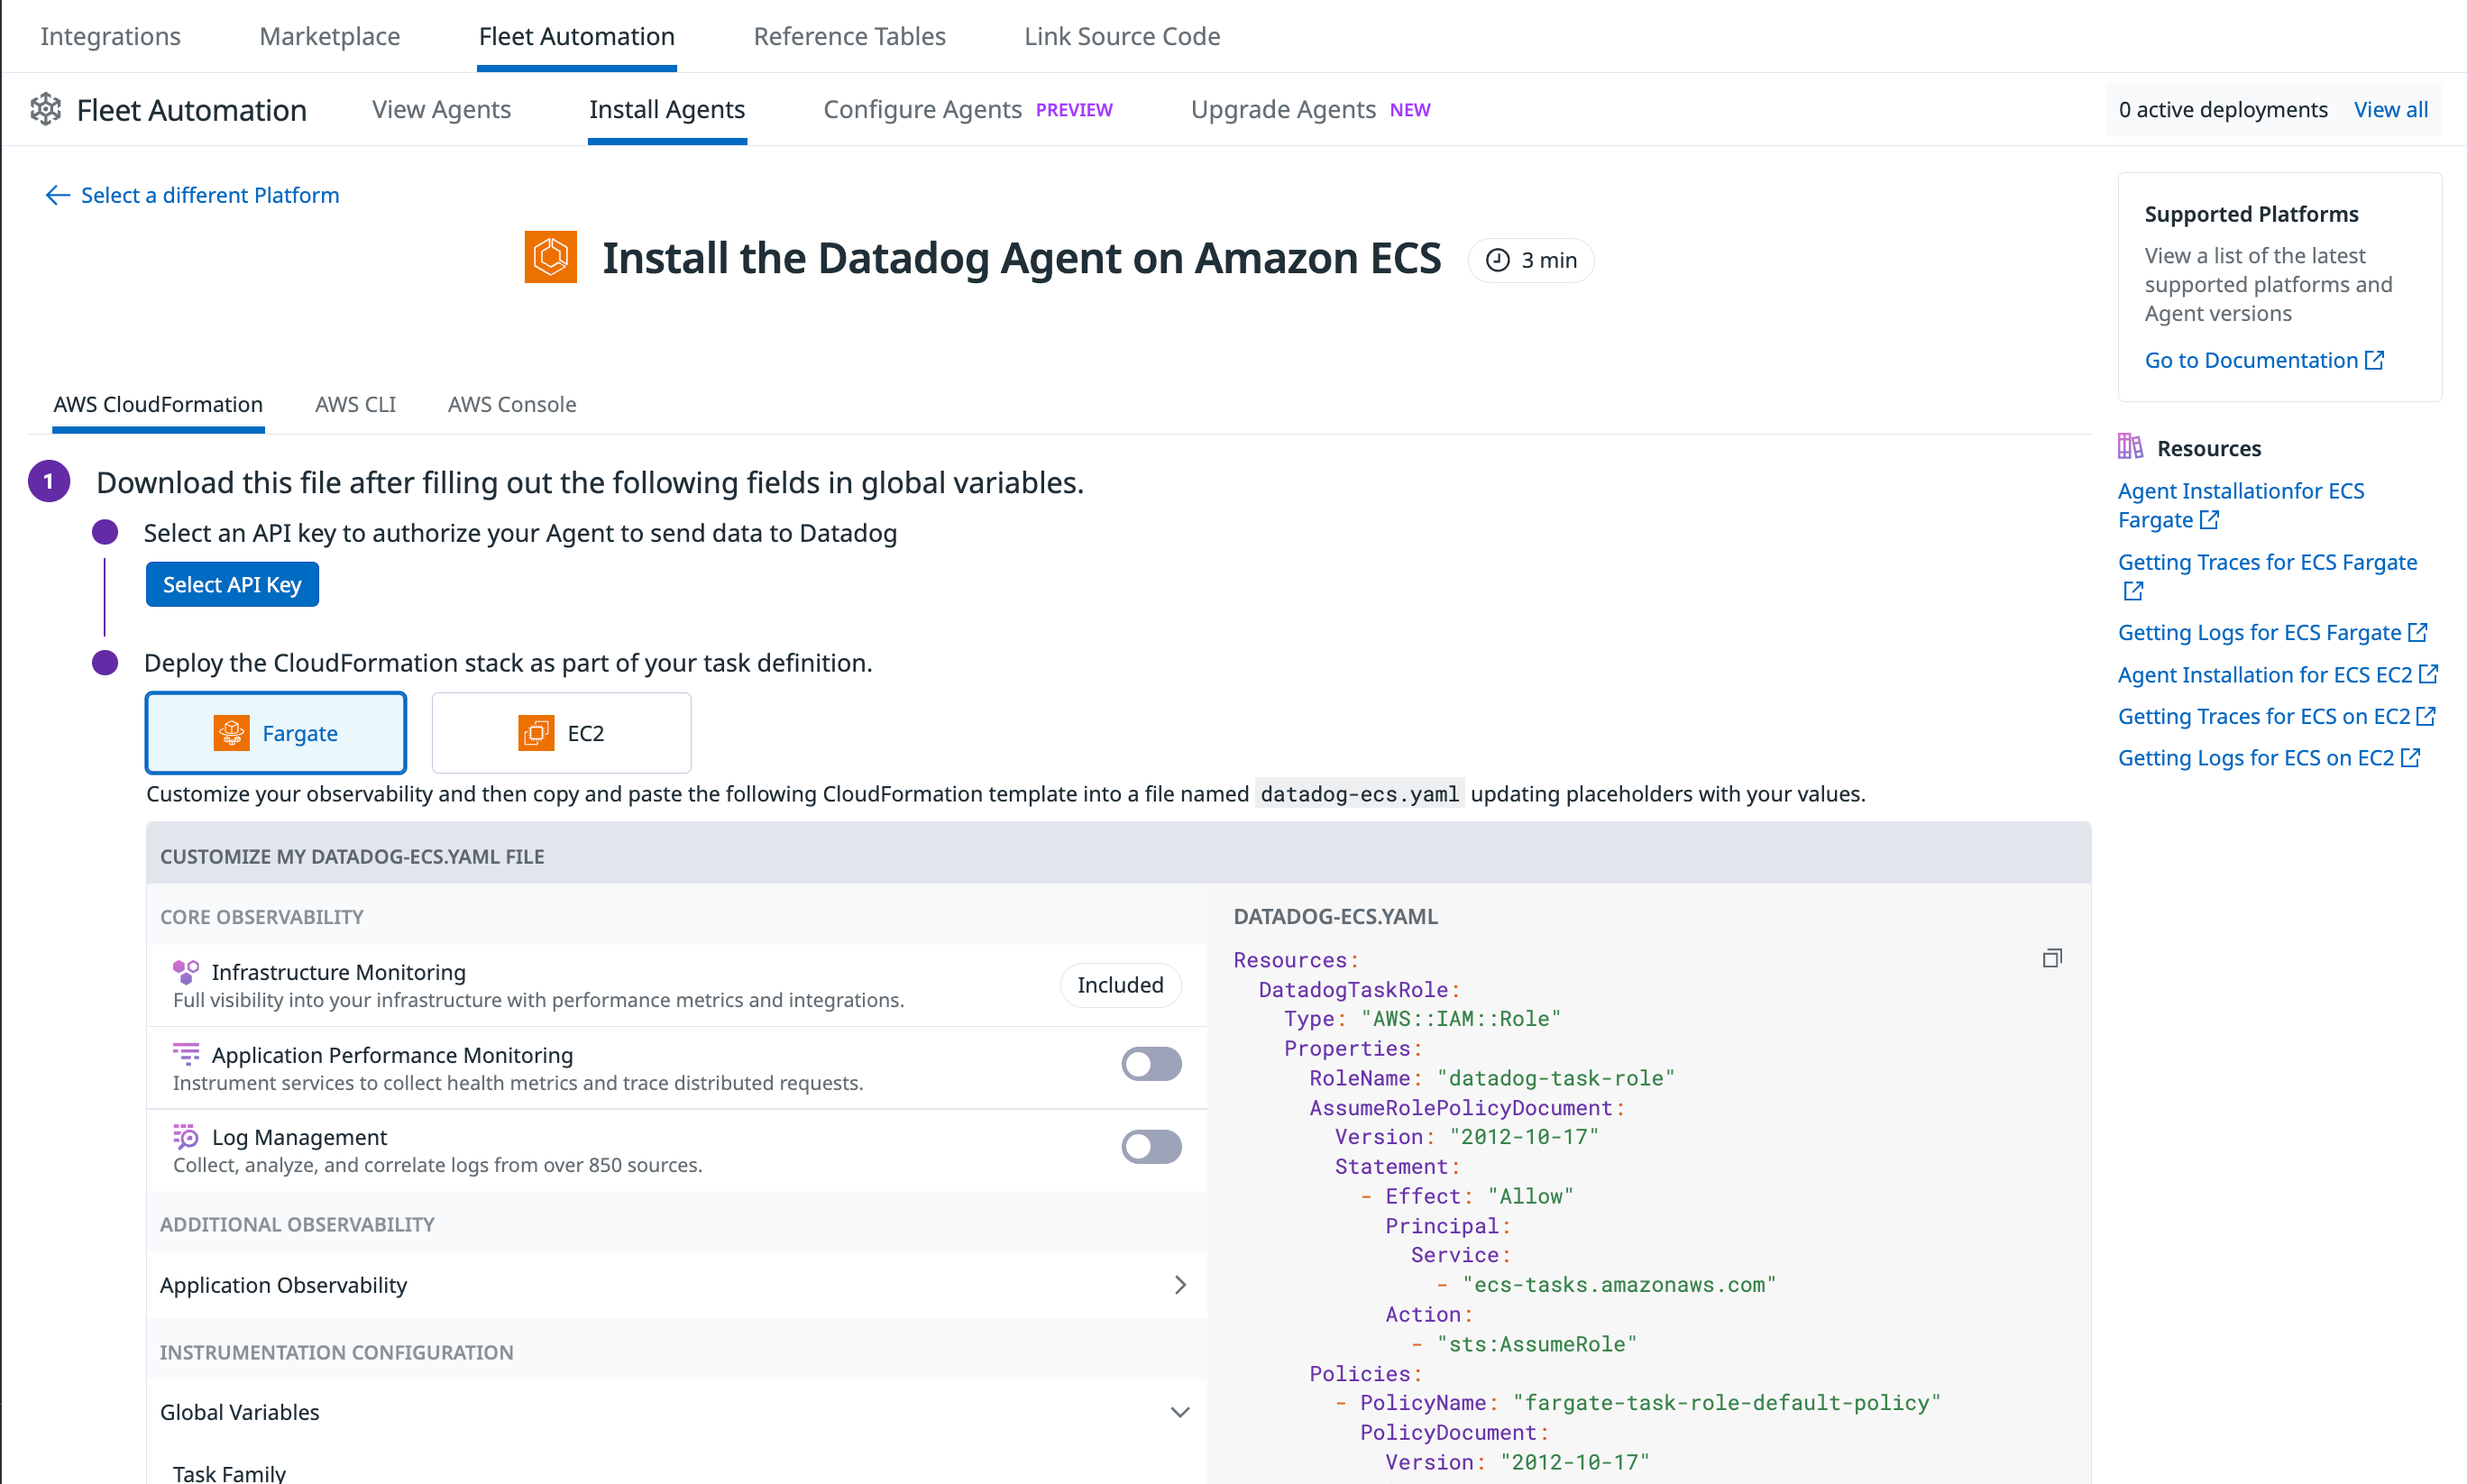 Integrations
Marketplace
Fleet Automation
Reference Tables
Link Source Code
Fleet Automation
View Agents
Install Agents
Configure Agents PREVIEW
Upgrade Agents NEW
0 active deployments View all
Select a different Platform
Install the Datadog Agent on Amazon ECS
3 min
AWS CloudFormation
AWS CLI
AWS Console
1
Download this file after filling out the following fields in global variables.
Select an API key to authorize your Agent to send data to Datadog
Select API Key
Deploy the CloudFormation stack as part of your task definition.
Fargate
EC2
Customize your observability and then copy and paste the following CloudFormation template into a file named datadog-ecs.yaml updating placeholders with your values.
CUSTOMIZE MY DATADOG-ECS.YAML FILE
CORE OBSERVABILITY
Infrastructure Monitoring
Full visibility into your infrastructure with performance metrics and integrations.
Included
Application Performance Monitoring
Instrument services to collect health metrics and trace distributed requests.
Log Management
Collect, analyze, and correlate logs from over 850 sources.
ADDITIONAL OBSERVABILITY
Application Observability
INSTRUMENTATION CONFIGURATION
Global Variables
Task Family
DATADOG-ECS.YAML
Resources:
DatadogTaskRole:
Type: "AWS::IAM::Role"
Properties:
RoleName: "datadog-task-role"
AssumeRolePolicyDocument:
Version: "2012-10-17"
Statement:
- Effect: "Allow"
Principal:
Service:
- "ecs-tasks.amazonaws.com"
Action:
- "sts:AssumeRole"
Policies:
- PolicyName: "fargate-task-role-default-policy"
PolicyDocument:
Version: "2012-10-17"
Supported Platforms
View a list of the latest
supported platforms and
Agent versions
Go to Documentation
Resources
Agent Installationfor ECS
Fargate
Getting Traces for ECS Fargate
Getting Logs for ECS Fargate
Agent Installation for ECS EC2
Getting Traces for ECS on EC2
Getting Logs for ECS on EC2